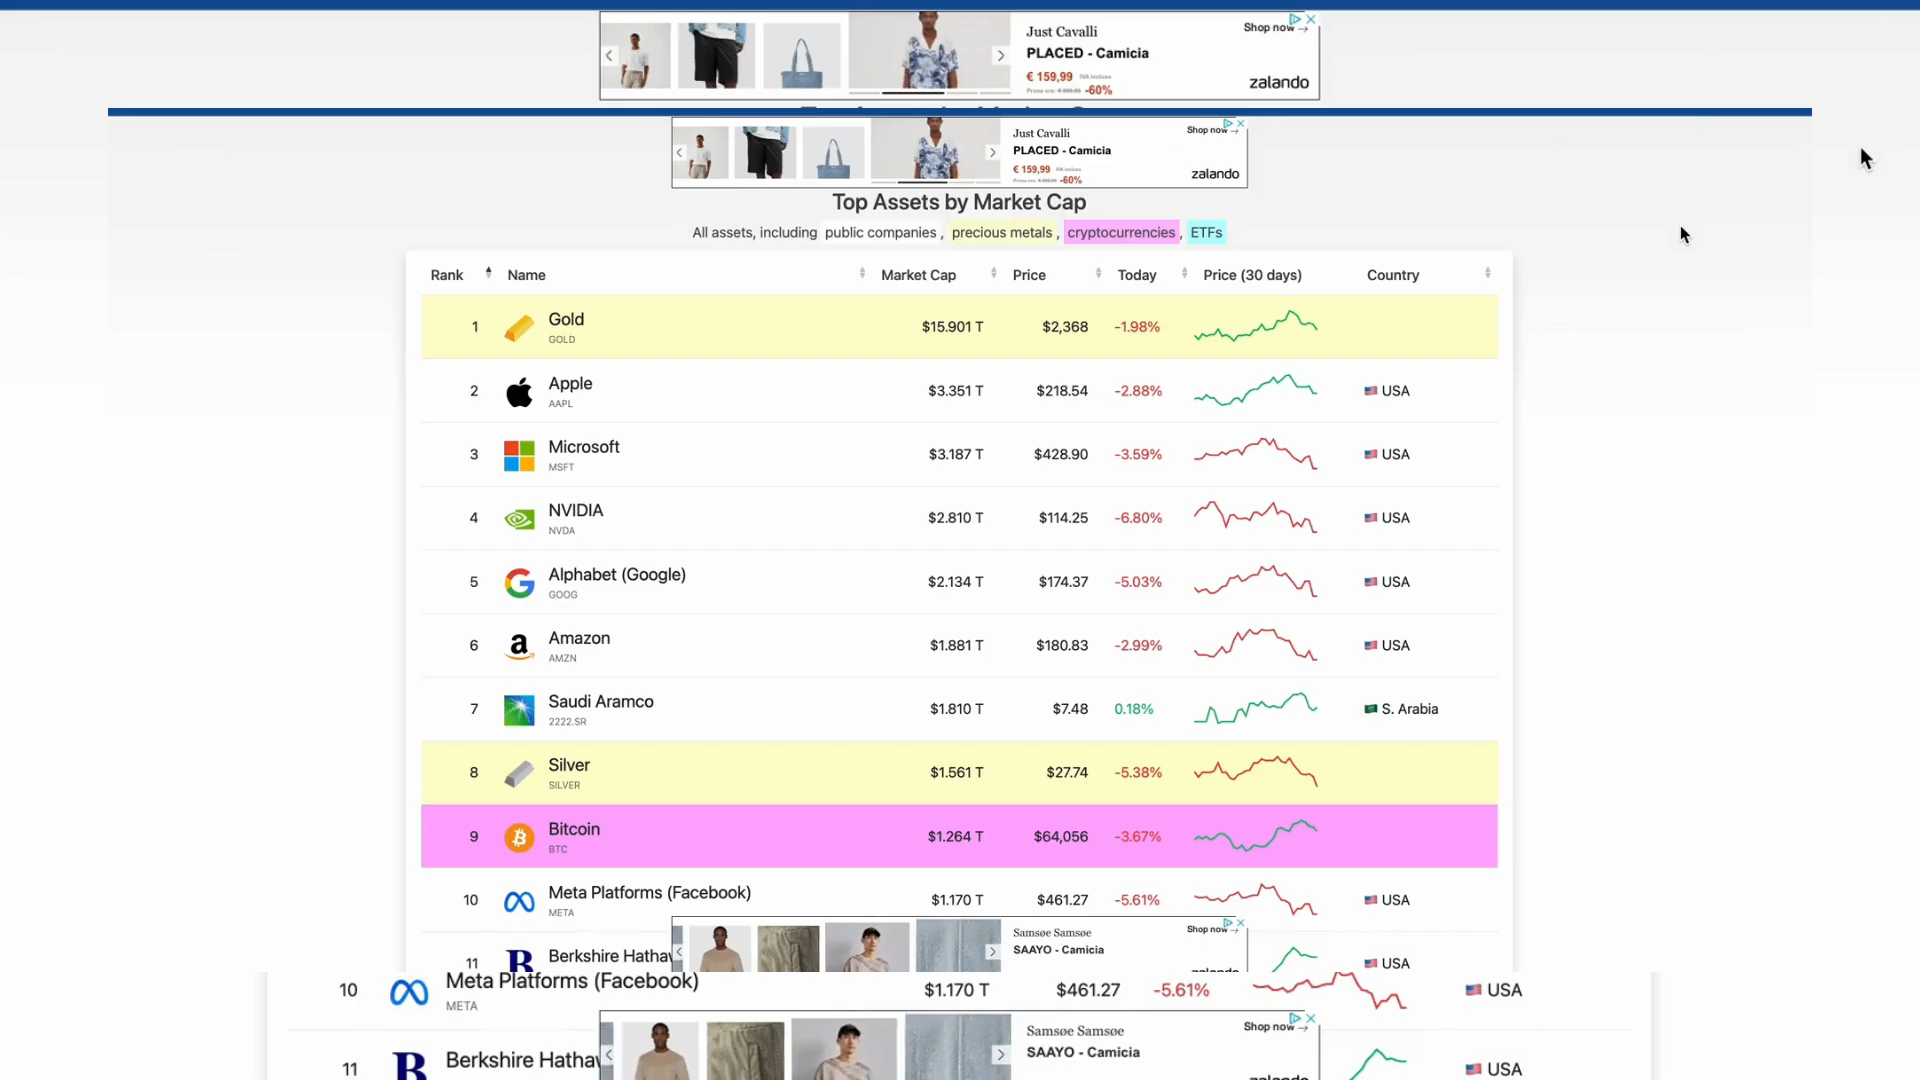 Just Cavalli
PLACED - Camicia
€ 159,99 IVA inclusa
-60%
Shop now →
zalando
Just Cavalli
PLACED - Camicia
€ 159,99
-60%
Shop now →
zalando
Top Assets by Market Cap
All assets, including public companies , precious metals , cryptocurrencies , ETFs
Rank Name Market Cap Price Today Price (30 days) Country
1 Gold $15.901 T $2,368 -1.98%
GOLD
2 Apple $3.351 T $218.54 -2.88% USA
AAPL
3 Microsoft $3.187 T $428.90 -3.59% USA
MSFT
4 NVIDIA $2.810 T $114.25 -6.80% USA
NVDA
5 Alphabet (Google) $2.134 T $174.37 -5.03% USA
GOOG
6 Amazon $1.881 T $180.83 -2.99% USA
AMZN
7 Saudi Aramco $1.810 T $7.48 0.18% S. Arabia
2222.SR
8 Silver $1.561 T $27.74 -5.38%
SILVER
9 Bitcoin $1.264 T $64,056 -3.67%
BTC
10 Meta Platforms (Facebook) $1.170 T $461.27 -5.61% USA
META
Samsøe Samsøe
SAAYO - Camicia
Shop now →
11 Berkshire Hathaw USA
10 Meta Platforms (Facebook) $1.170 T $461.27 -5.61% USA
META
Samsøe Samsøe
SAAYO - Camicia
Shop now →
zalando
11 Berkshire Hathaw USA